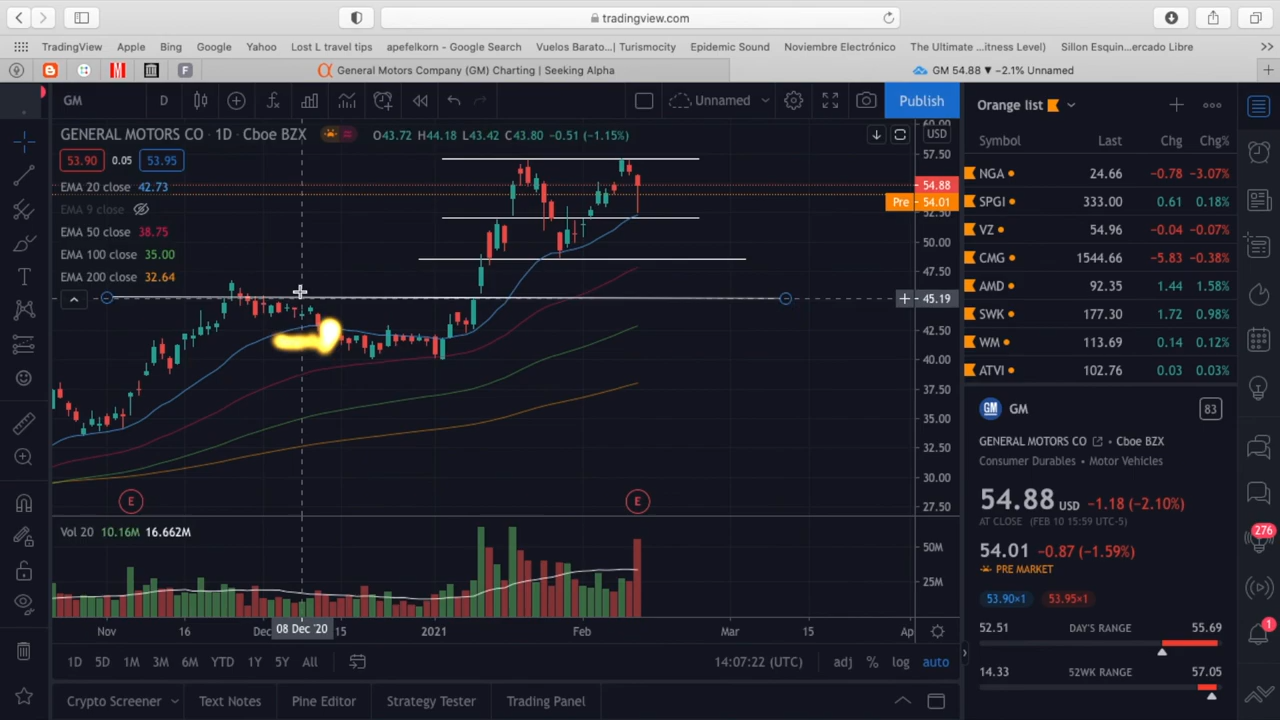 tradingview.com
TradingView Apple Bing Google Yahoo Lost L travel tips apefelkorn - Google Search Vuelos Barato...| Turismocity Epidemic Sound Noviembre Electrónico The Ultimate ...itness Level) Sillon Esquin...ercado Libre
General Motors Company (GM) Charting | Seeking Alpha
GM 54.88 ▼ −2.1% Unnamed
GM D Unnamed Publish
Orange list
GENERAL MOTORS CO · 1D · Cboe BZX O43.72 H44.18 L43.42 C43.80 −0.51 (−1.15%)
USD
53.90 0.05 53.95
EMA 20 close 42.73
EMA 9 close
EMA 50 close 38.75
EMA 100 close 35.00
EMA 200 close 32.64
60.00
57.50
54.88
Pre 54.01
52.50
50.00
47.50
45.19
42.50
40.00
37.50
35.00
32.50
30.00
27.50
E E
Vol 20 10.16M 16.662M
50M
25M
Nov 16 Dec 08 Dec '20 15 2021 Feb Mar 15 Ap
1D 5D 1M 3M 6M YTD 1Y 5Y All
14:07:22 (UTC) adj % log auto
Crypto Screener Text Notes Pine Editor Strategy Tester Trading Panel
Symbol Last Chg Chg%
NGA 24.66 −0.78 −3.07%
SPGI 333.00 0.61 0.18%
VZ 54.96 −0.04 −0.07%
CMG 1544.66 −5.83 −0.38%
AMD 92.35 1.44 1.58%
SWK 177.30 1.72 0.98%
WM 113.69 0.14 0.12%
ATVI 102.76 0.03 0.03%
GM 83
GENERAL MOTORS CO • Cboe BZX
Consumer Durables • Motor Vehicles
54.88 USD −1.18 (−2.10%)
AT CLOSE (FEB 10 15:59 UTC-5)
54.01 −0.87 (−1.59%)
PRE MARKET
53.90×1 53.95×1
52.51 DAY'S RANGE 55.69
14.33 52WK RANGE 57.05
276
1